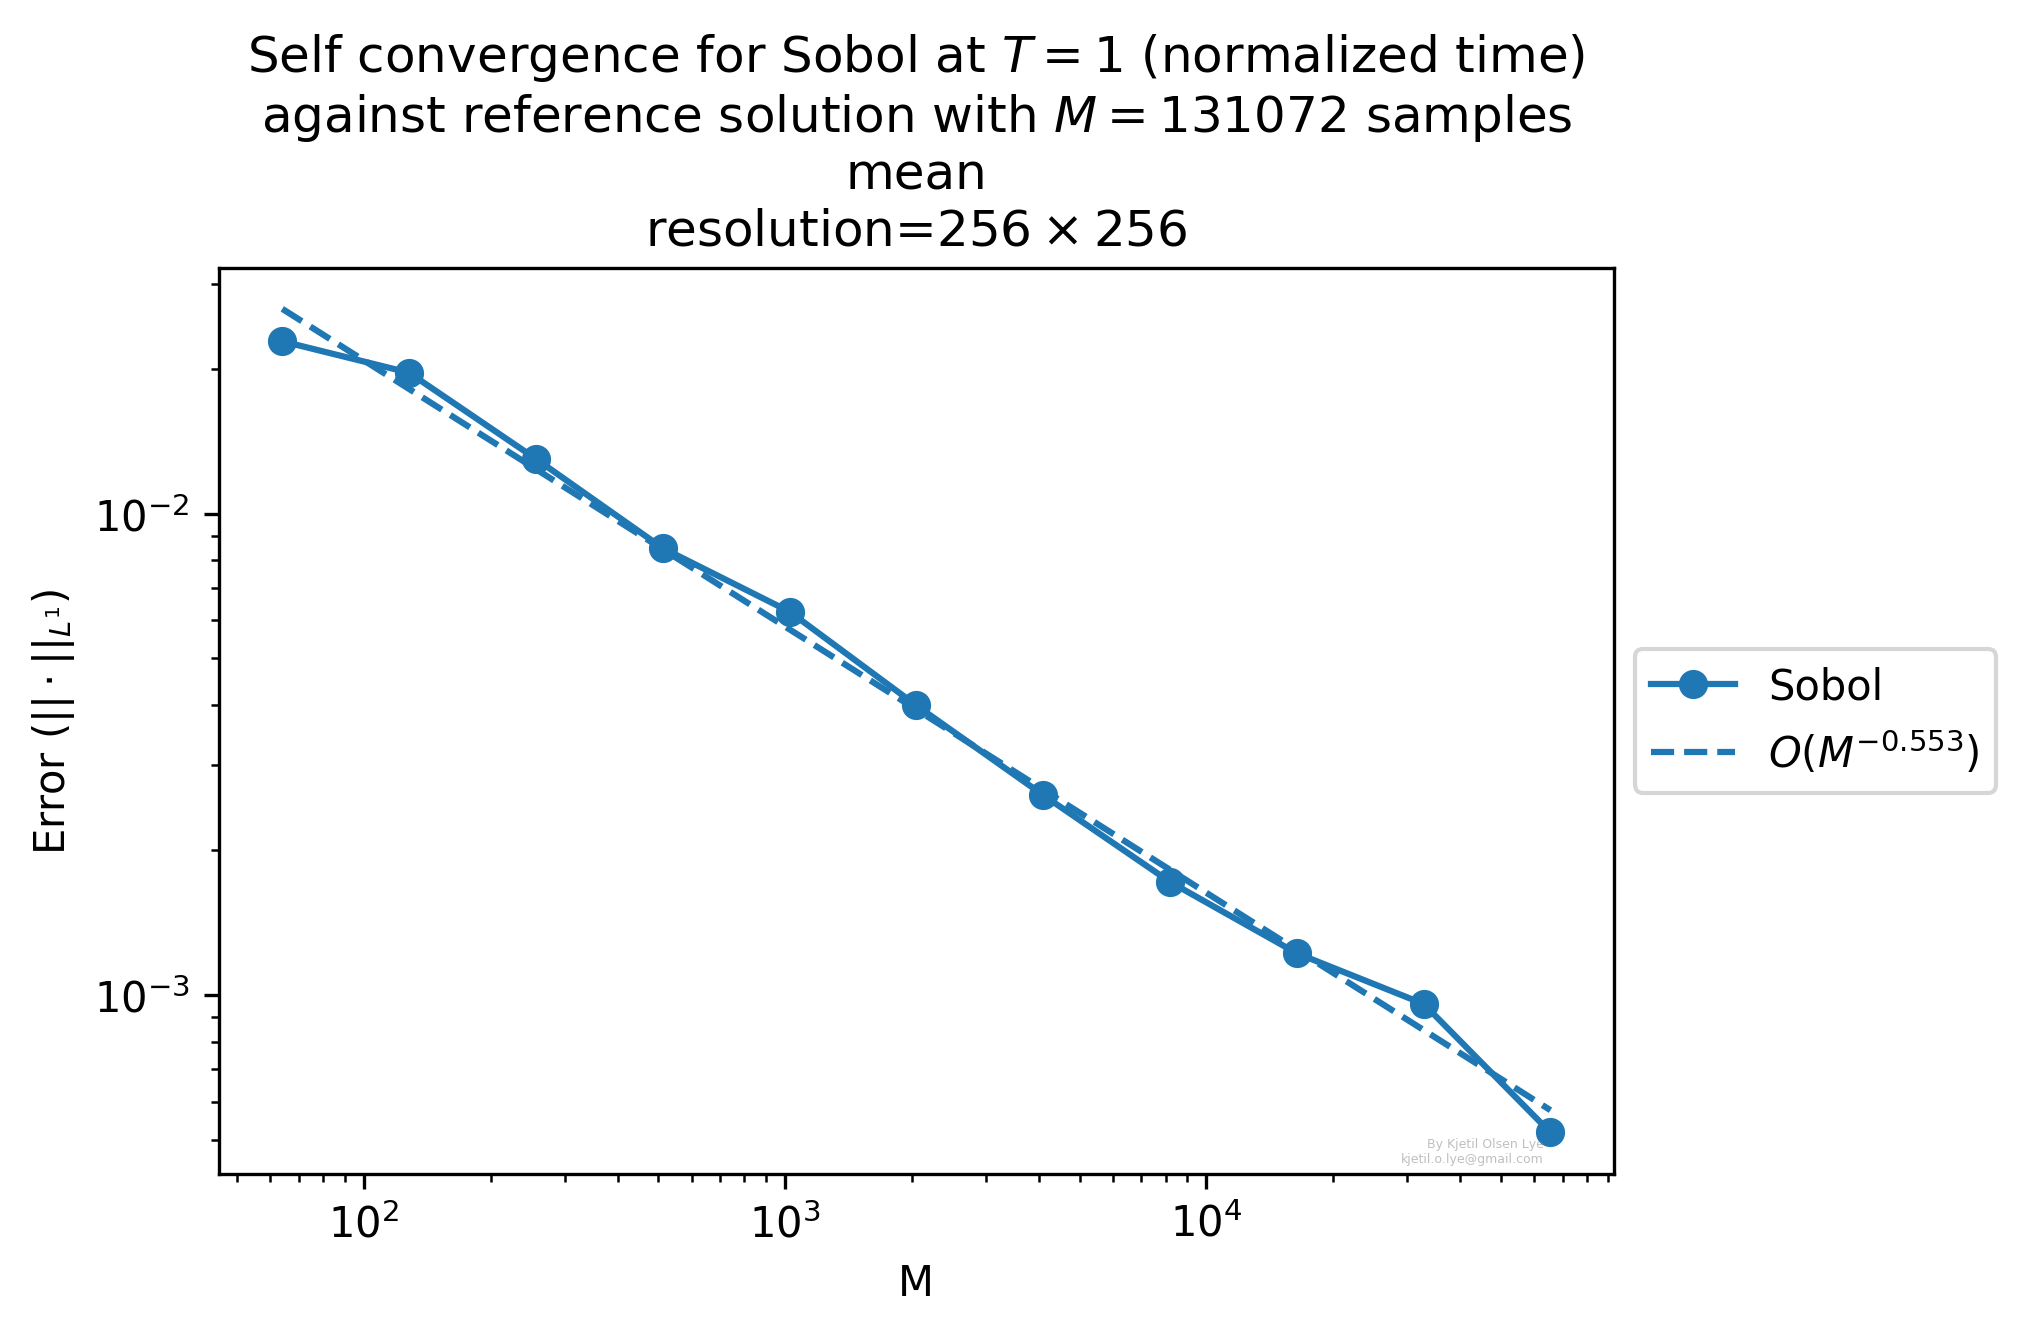 Self convergence for Sobol at T = 1 (normalized time)
against reference solution with M = 131072 samples
mean
resolution=256 × 256
Error (|| · ||_{L^1})
10^{-2}
10^{-3}
10^2
10^3
10^4
M
Sobol
O(M^{-0.553})
By Kjetil Olsen Lye
kjetil.o.lye@gmail.com